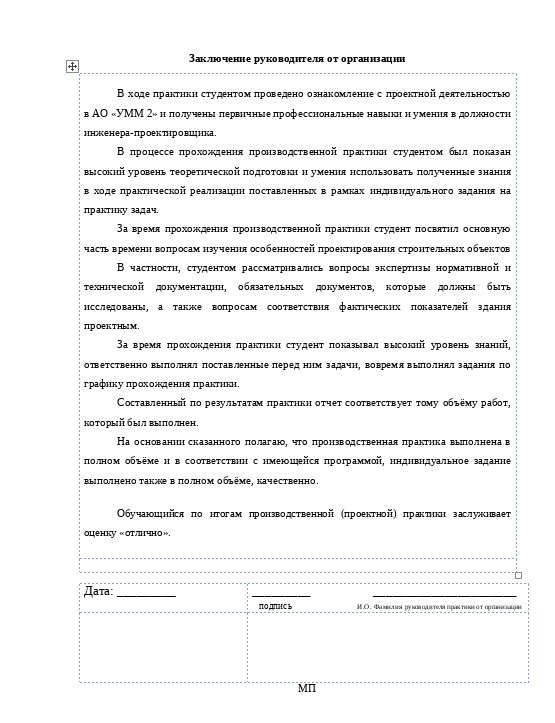 Заключение руководителя от организации
В ходе практики студентом проведено ознакомление с проектной деятельностью
в АО «УММ 2» и получены первичные профессиональные навыки и умения в должности
инженера-проектировщика.
В процессе прохождения производственной практики студентом был показан
высокий уровень теоретической подготовки и умения использовать полученные знания
в ходе практической реализации поставленных в рамках индивидуального задания на
практику задач.
За время прохождения производственной практики студент посвятил основную
часть времени вопросам изучения особенностей проектирования строительных объектов
В частности, студентом рассматривались вопросы экспертизы нормативной и
технической документации, обязательных документов, которые должны быть
исследованы, а также вопросам соответствия фактических показателей здания
проектным.
За время прохождения практики студент показывал высокий уровень знаний,
ответственно выполнял поставленные перед ним задачи, вовремя выполнял задания по
графику прохождения практики.
Составленный по результатам практики отчет соответствует тому объёму работ,
который был выполнен.
На основании сказанного полагаю, что производственная практика выполнена в
полном объёме и в соответствии с имеющейся программой, индивидуальное задание
выполнено также в полном объёме, качественно.
Обучающийся по итогам производственной (проектной) практики заслуживает
оценку «отлично».
Дата: _________ _________ ______________________
подпись И.О. Фамилия руководителя практики от организации
МП